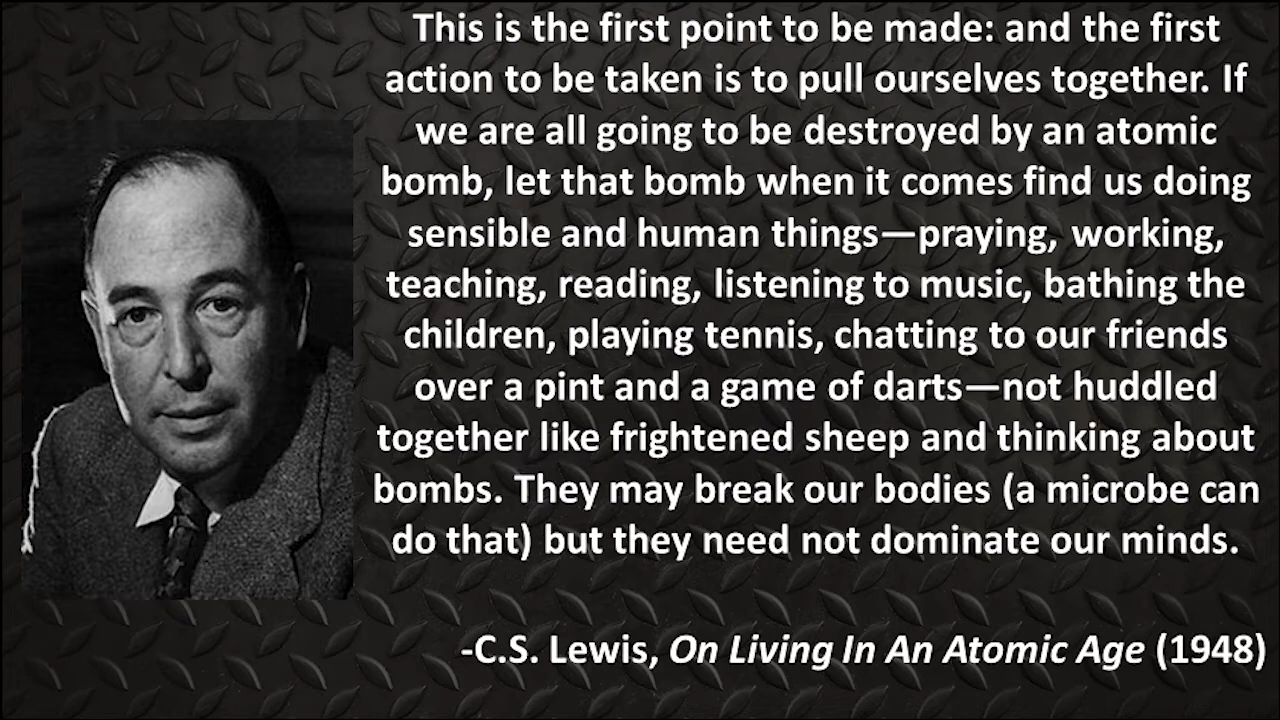 This is the first point to be made: and the first
action to be taken is to pull ourselves together. If
we are all going to be destroyed by an atomic
bomb, let that bomb when it comes find us doing
sensible and human things—praying, working,
teaching, reading, listening to music, bathing the
children, playing tennis, chatting to our friends
over a pint and a game of darts—not huddled
together like frightened sheep and thinking about
bombs. They may break our bodies (a microbe can
do that) but they need not dominate our minds.
-C.S. Lewis, On Living In An Atomic Age (1948)